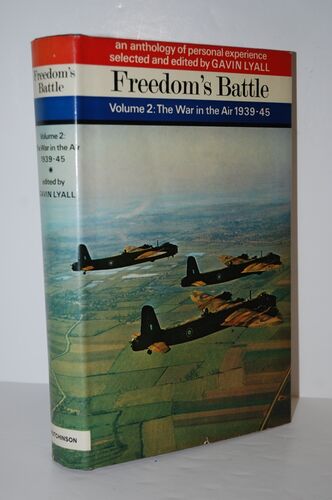 an anthology of personal experience
selected and edited by GAVIN LYALL
Freedom's Battle
Volume 2: The War in the Air 1939-45
Freedom's
Battle
Volume 2:
The War in the Air
1939-45
edited by
GAVIN LYALL
HUTCHINSON